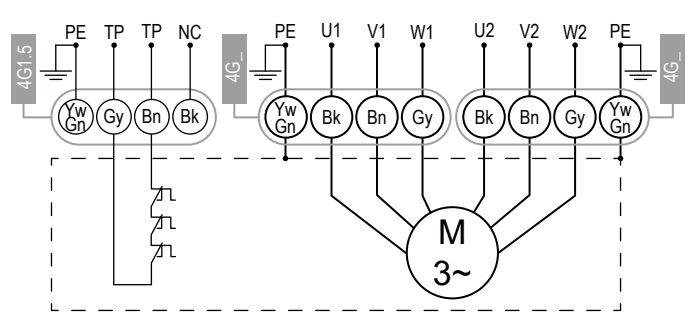 PE TP TP NC PE U1 V1 W1 U2 V2 W2 PE
4G1.5 4G_ 4G_
Yw Gn Gy Bn Bk Yw Gn Bk Bn Gy Bk Bn Gy Yw Gn
M
3~